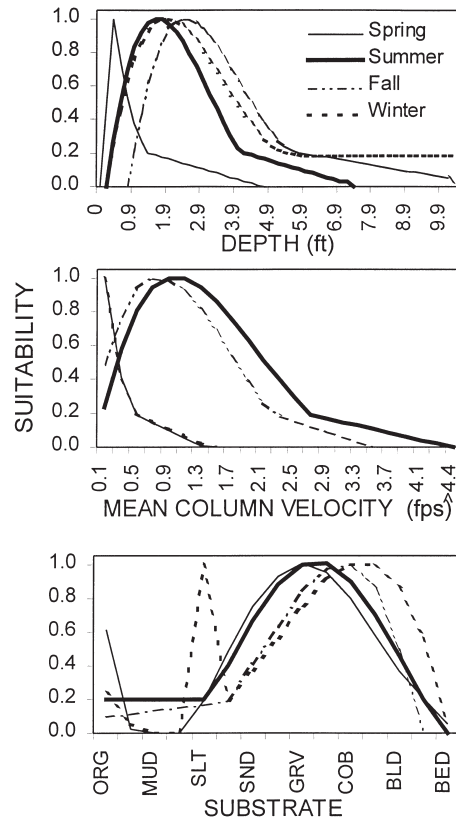 1.0
0.8
0.6
0.4
0.2
0.0
Spring
Summer
Fall
Winter
0
0.9
1.9
2.9
3.9
4.9
5.9
6.9
7.9
8.9
9.9
DEPTH (ft)
SUITABILITY
1.0
0.8
0.6
0.4
0.2
0.0
0.1
0.5
0.9
1.3
1.7
2.1
2.5
2.9
3.3
3.7
4.1
>4.4
MEAN COLUMN VELOCITY (fps)
1.0
0.8
0.6
0.4
0.2
0.0
ORG
MUD
SLT
SND
GRV
COB
BLD
BED
SUBSTRATE